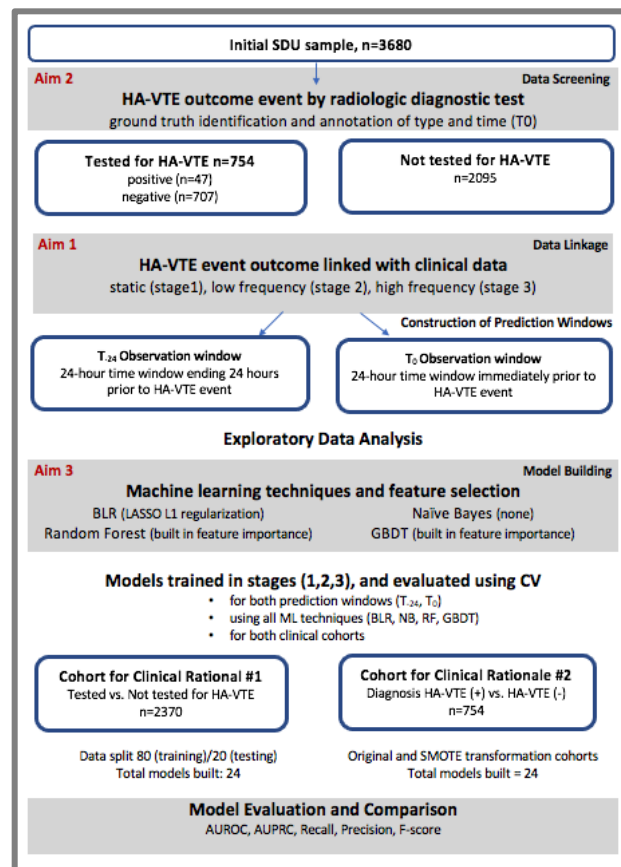 Initial SDU sample, n=3680
Aim 2
Data Screening
HA-VTE outcome event by radiologic diagnostic test
ground truth identification and annotation of type and time (T0)
Tested for HA-VTE n=754
positive (n=47)
negative (n=707)
Not tested for HA-VTE
n=2095
Aim 1
Data Linkage
HA-VTE event outcome linked with clinical data
static (stage1), low frequency (stage 2), high frequency (stage 3)
Construction of Prediction Windows
T-24 Observation window
24-hour time window ending 24 hours
prior to HA-VTE event
T0 Observation window
24-hour time window immediately prior to
HA-VTE event
Exploratory Data Analysis
Aim 3
Model Building
Machine learning techniques and feature selection
BLR (LASSO L1 regularization)
Naïve Bayes (none)
Random Forest (built in feature importance)
GBDT (built in feature importance)
Models trained in stages (1,2,3), and evaluated using CV
• for both prediction windows (T-24, T0)
• using all ML techniques (BLR, NB, RF, GBDT)
• for both clinical cohorts
Cohort for Clinical Rational #1
Tested vs. Not tested for HA-VTE
n=2370
Cohort for Clinical Rationale #2
Diagnosis HA-VTE (+) vs. HA-VTE (-)
n=754
Data split 80 (training)/20 (testing)
Total models built: 24
Original and SMOTE transformation cohorts
Total models built = 24
Model Evaluation and Comparison
AUROC, AUPRC, Recall, Precision, F-score